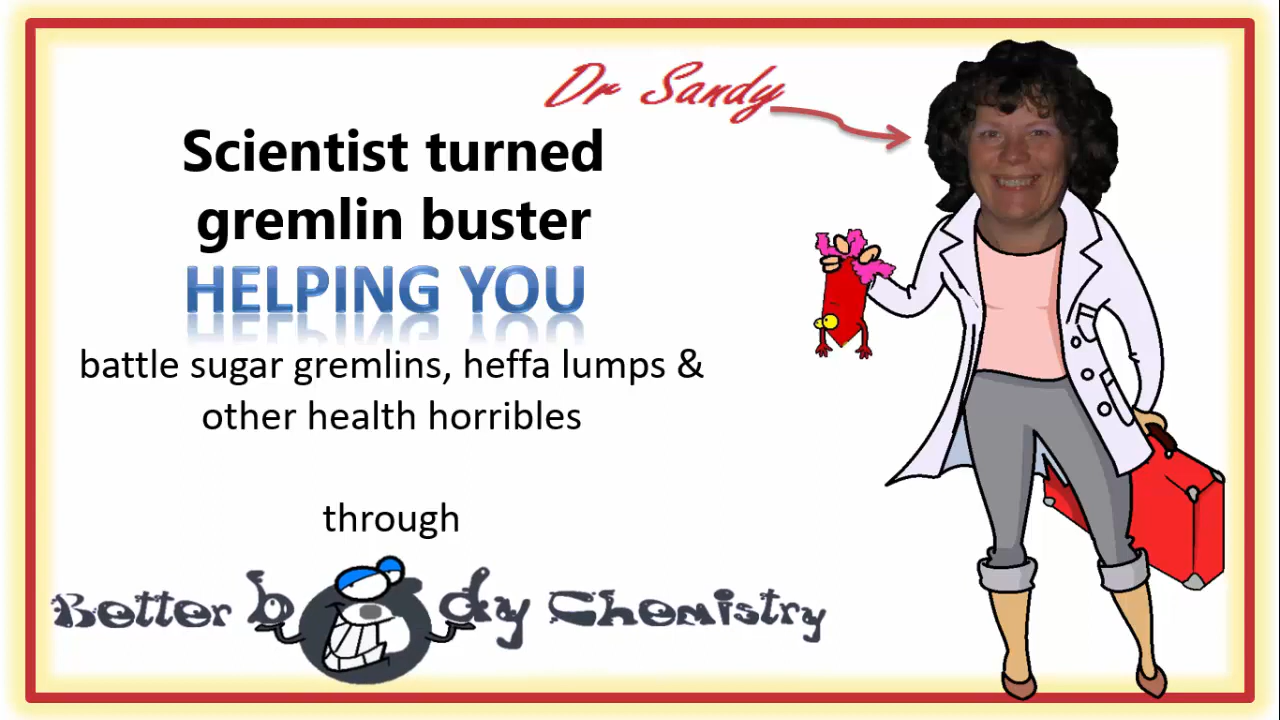 Dr Sandy
Scientist turned
gremlin buster
HELPING YOU
battle sugar gremlins, heffa lumps &
other health horribles
through
Better body Chemistry